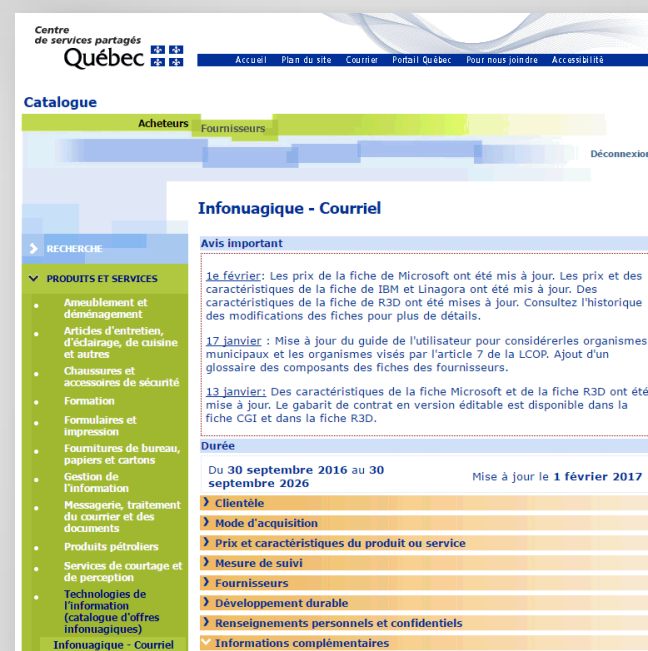 Centre
de services partagés
Québec
Accueil Plan du site Courrier Portail Québec Pour nous joindre Accessibilité
Catalogue
Acheteurs Fournisseurs
Déconnexion
Infonuagique - Courriel
RECHERCHE
PRODUITS ET SERVICES
Ameublement et
déménagement
Articles d'entretien,
d'éclairage, de cuisine
et autres
Chaussures et
accessoires de sécurité
Formation
Formulaires et
impression
Fournitures de bureau,
papiers et cartons
Gestion de
l'information
Messagerie, traitement
du courrier et des
documents
Produits pétroliers
Services de courtage et
de perception
Technologies de
l'information
(catalogue d'offres
infonuagiques)
Infonuagique - Courriel
Avis important
1e février: Les prix de la fiche de Microsoft ont été mis à jour. Les prix et des
caractéristiques de la fiche de IBM et Linagora ont été mis à jour. Des
caractéristiques de la fiche de R3D ont été mises à jour. Consultez l'historique
des modifications des fiches pour plus de détails.
17 janvier : Mise à jour du guide de l'utilisateur pour considérerles organismes
municipaux et les organismes visés par l'article 7 de la LCOP. Ajout d'un
glossaire des composants des fiches des fournisseurs.
13 janvier: Des caractéristiques de la fiche Microsoft et de la fiche R3D ont été
mise à jour. Le gabarit de contrat en version éditable est disponible dans la
fiche CGI et dans la fiche R3D.
Durée
Du 30 septembre 2016 au 30
septembre 2026
Mise à jour le 1 février 2017
Clientèle
Mode d'acquisition
Prix et caractéristiques du produit ou service
Mesure de suivi
Fournisseurs
Développement durable
Renseignements personnels et confidentiels
Informations complémentaires